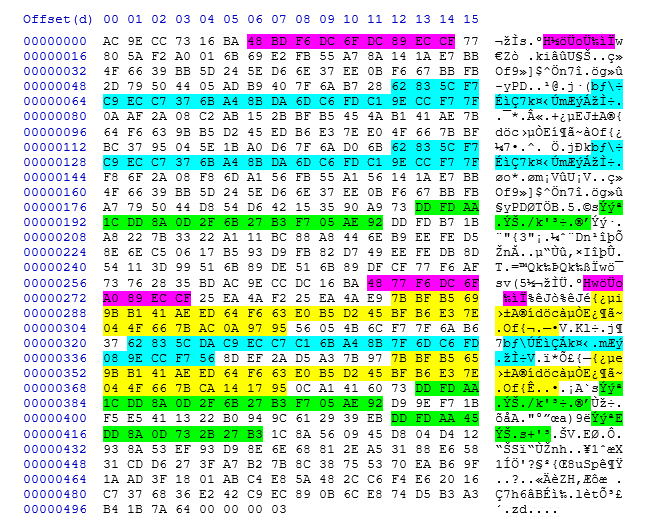 Offset(d) 00 01 02 03 04 05 06 07 08 09 10 11 12 13 14 15
00000000 AC 9E CC 73 16 BA 48 BD F6 DC 6F DC 89 EC CF 77 ¬žÌs.ºH½öÜoÜ‰ìÏw
00000016 80 5A F2 A0 01 6B 69 E2 FB 55 A7 8A 14 1A E7 BB €Zò .kiâûU§Š..ç»
00000032 4F 66 39 BB 5D 24 5E D6 6E 37 EE 0B F6 67 BB FB Of9»]$^Ön7î.ög»û
00000048 2D 79 50 44 05 AD B9 40 7F 6A B7 28 62 83 5C F7 -yPD..¹@.j·(bƒ\÷
00000064 C9 EC C7 37 6B A4 8B DA 6D C6 FD C1 9E CC F7 7F ÉìÇ7k¤‹ÚmÆýÁžÌ÷.
00000080 0A AF 2A 08 C2 AB 15 2B BF B5 45 4A B1 41 AE 7B .¯*.Â«.+¿µEJ±A®{
00000096 64 F6 63 9B B5 D2 45 ED B6 E3 7E E0 4F 66 7B BF döc›µÒEí¶ã~àOf{¿
00000112 BC 37 95 04 5E 1B A0 D6 7F 6A D0 6B 62 83 5C F7 ¼7•.^. Ö.jÐkbƒ\÷
00000128 C9 EC C7 37 6B A4 8B DA 6D C6 FD C1 9E CC F7 7F ÉìÇ7k¤‹ÚmÆýÁžÌ÷.
00000144 F8 6F 2A 08 F8 6D A1 56 FB 55 A1 56 14 1A E7 BB øo*.øm¡VûU¡V..ç»
00000160 4F 66 39 BB 5D 24 5E D6 6E 37 EE 0B F6 67 BB FB Of9»]$^Ön7î.ög»û
00000176 A7 79 50 44 D8 54 D6 42 15 35 90 A9 73 DD FD AA §yPDØTÖB.5.©sÝýª
00000192 1C DD 8A 0D 2F 6B 27 B3 F7 05 AE 92 DD FD B7 1B .ÝŠ./k'³÷.®’Ýý·.
00000208 A8 22 7B 33 22 A1 11 BC 88 A8 44 6E B9 EE FE D5 ¨"{3"¡.¼ˆ¨Dn¹îþÕ
00000224 8E 6E C5 06 17 B5 93 D9 FB 82 D7 49 EE FE DB 8D ŽnÅ..µ“Ùû‚×IîþÛ.
00000240 54 11 3D 99 51 6B 89 DE 51 6B 89 DF CF 77 F6 AF T.=™Qk‰ÞQk‰ßÏwö¯
00000256 73 76 28 35 BD AC 9E CC DC 16 BA 48 77 F6 DC 6F sv(5½¬žÌÜ.ºHwöÜo
00000272 A0 89 EC CF 25 EA 4A F2 25 EA 4A E9 7B BF B5 69 ‰ìÏ%êJò%êJé{¿µi
00000288 9B B1 41 AE ED 64 F6 63 E0 B5 D2 45 BF B6 E3 7E ›±A®ídöcàµÒE¿¶ã~
00000304 04 4F 66 7B AC 0A 97 95 56 05 4B 6C F7 7F 6A B6 .Of{¬.—•V.Kl÷.j¶
00000320 37 62 83 5C DA C9 EC C7 C1 6B A4 8B 7F 6D C6 FD 7bƒ\ÚÉìÇÁk¤‹.mÆý
00000336 08 9E CC F7 56 8D EF 2A D5 A3 7B 97 7B BF B5 65 .žÌ÷V.ï*Õ£{—{¿µe
00000352 9B B1 41 AE ED 64 F6 63 E0 B5 D2 45 BF B6 E3 7E ›±A®ídöcàµÒE¿¶ã~
00000368 04 4F 66 7B CA 14 17 95 0C A1 41 60 73 DD FD AA .Of{Ê..•.¡A`sÝýª
00000384 1C DD 8A 0D 2F 6B 27 B3 F7 05 AE 92 D9 9E F7 1B .ÝŠ./k'³÷.®’Ùž÷.
00000400 F5 E5 41 13 22 B0 94 9C 61 29 39 EB DD FD AA 45 õåA."°”œa)9ëÝýªE
00000416 DD 8A 0D 73 2B 27 B3 1C 8A 56 09 45 D8 04 D4 12 ÝŠ.s+'³.ŠV.EØ.Ô.
00000432 93 8A 53 EF 93 D9 8E 6E 68 81 2E A5 31 88 E6 58 “ŠSï“ÙŽnh..¥1ˆæX
00000448 31 CD D6 27 3F A7 B2 7B 8C 38 75 53 70 EA B6 9F 1ÍÖ'?§²{Œ8uSpê¶Ÿ
00000464 1A AD 3F 18 01 AB C4 E8 5A 48 2C C6 F4 E6 20 16 ..?..«ÄèZH,Æôæ .
00000480 C7 37 68 36 E2 42 C9 EC 89 0B 6C E8 74 D5 B3 A3 Ç7h6âBÉì‰.lètÕ³£
00000496 B4 1B 7A 64 00 00 00 03 ´.zd....